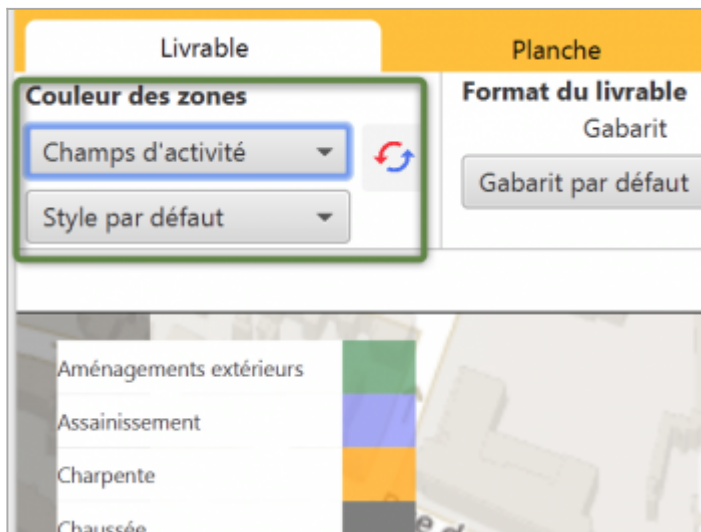 Livrable
Planche
Couleur des zones
Format du livrable
Gabarit
Champs d'activité
Gabarit par défaut
Style par défaut
Aménagements extérieurs
Assainissement
Charpente
Chaussée